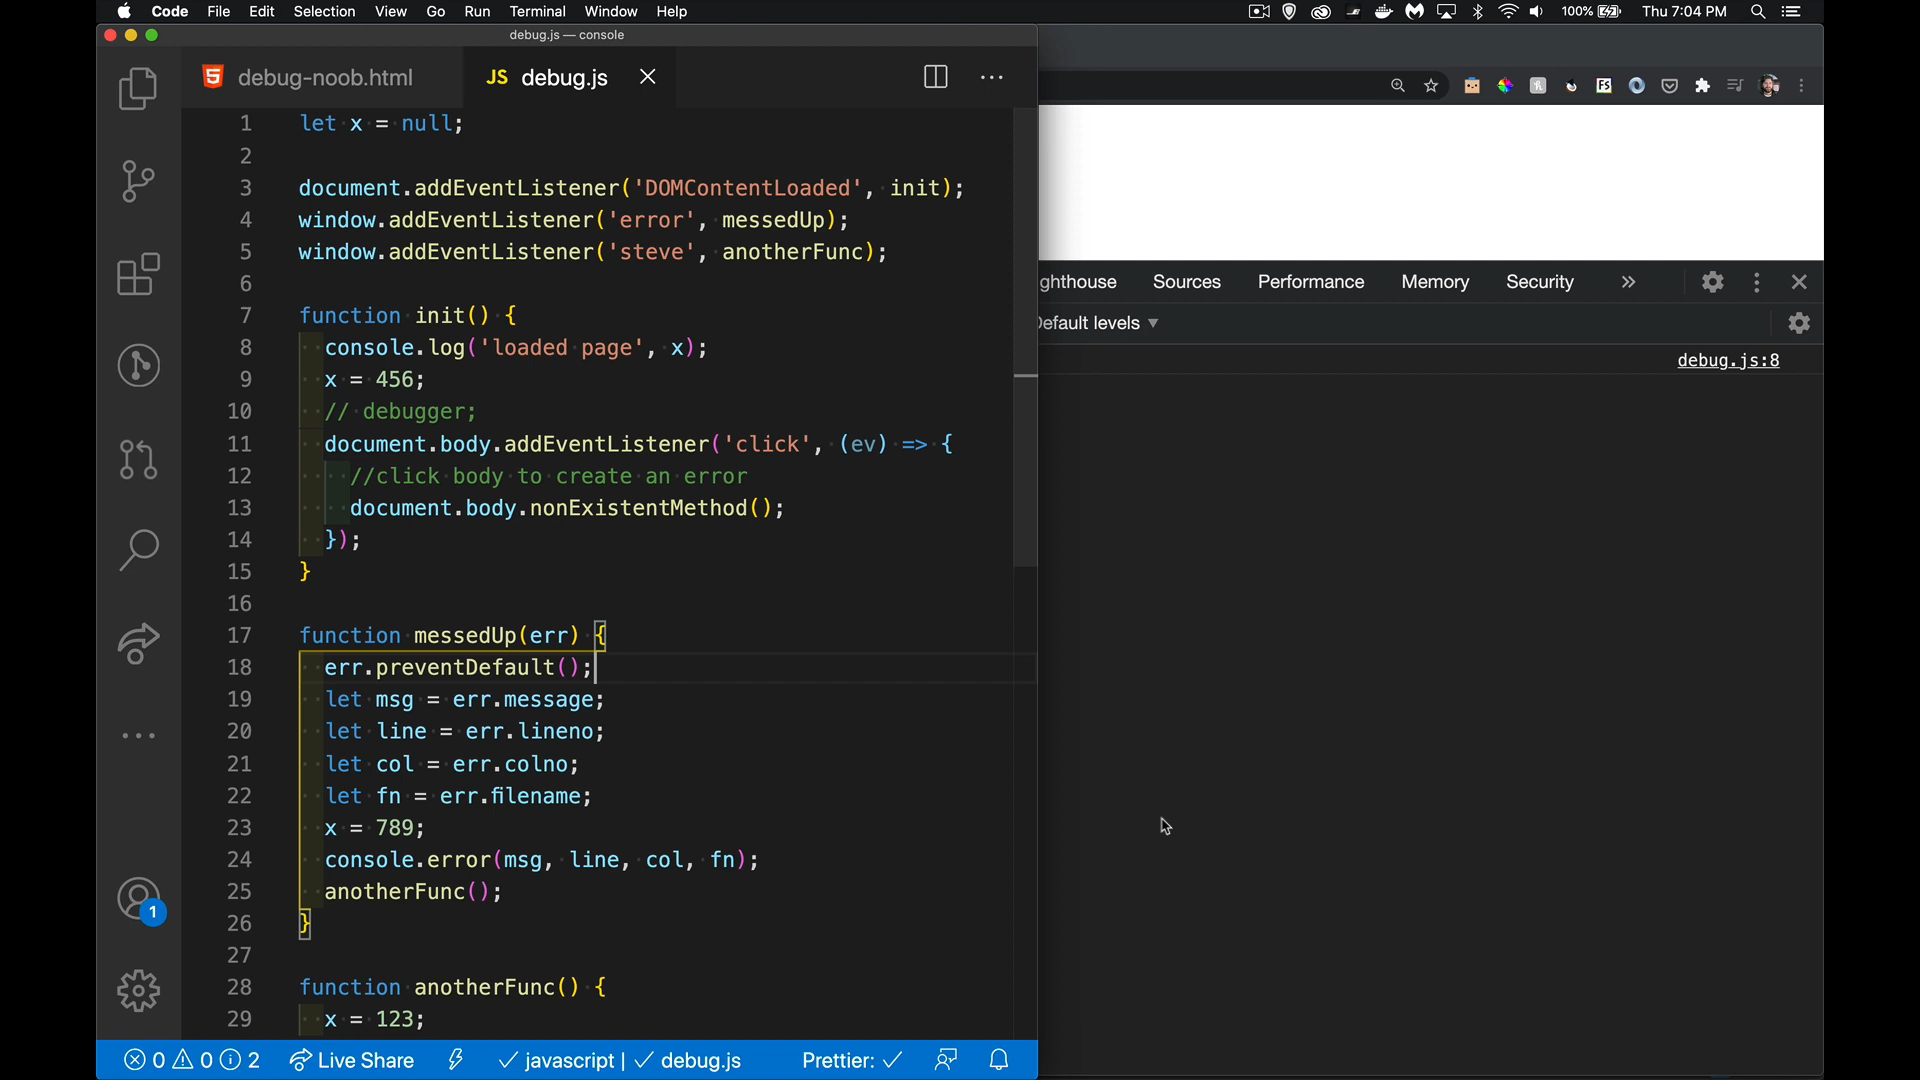 Code File Edit Selection View Go Run Terminal Window Help 100% Thu 7:04 PM
debug.js — console
debug-noob.html JS debug.js
1 let x = null;
2
3 document.addEventListener('DOMContentLoaded', init);
4 window.addEventListener('error', messedUp);
5 window.addEventListener('steve', anotherFunc);
6
7 function init() {
8 console.log('loaded page', x);
9 x = 456;
10 // debugger;
11 document.body.addEventListener('click', (ev) => {
12 //click body to create an error
13 document.body.nonExistentMethod();
14 });
15 }
16
17 function messedUp(err) {
18 err.preventDefault();
19 let msg = err.message;
20 let line = err.lineno;
21 let col = err.colno;
22 let fn = err.filename;
23 x = 789;
24 console.error(msg, line, col, fn);
25 anotherFunc();
26 }
27
28 function anotherFunc() {
29 x = 123;
1
0 0 2 Live Share javascript | debug.js Prettier:
ghthouse Sources Performance Memory Security
Default levels
debug.js:8